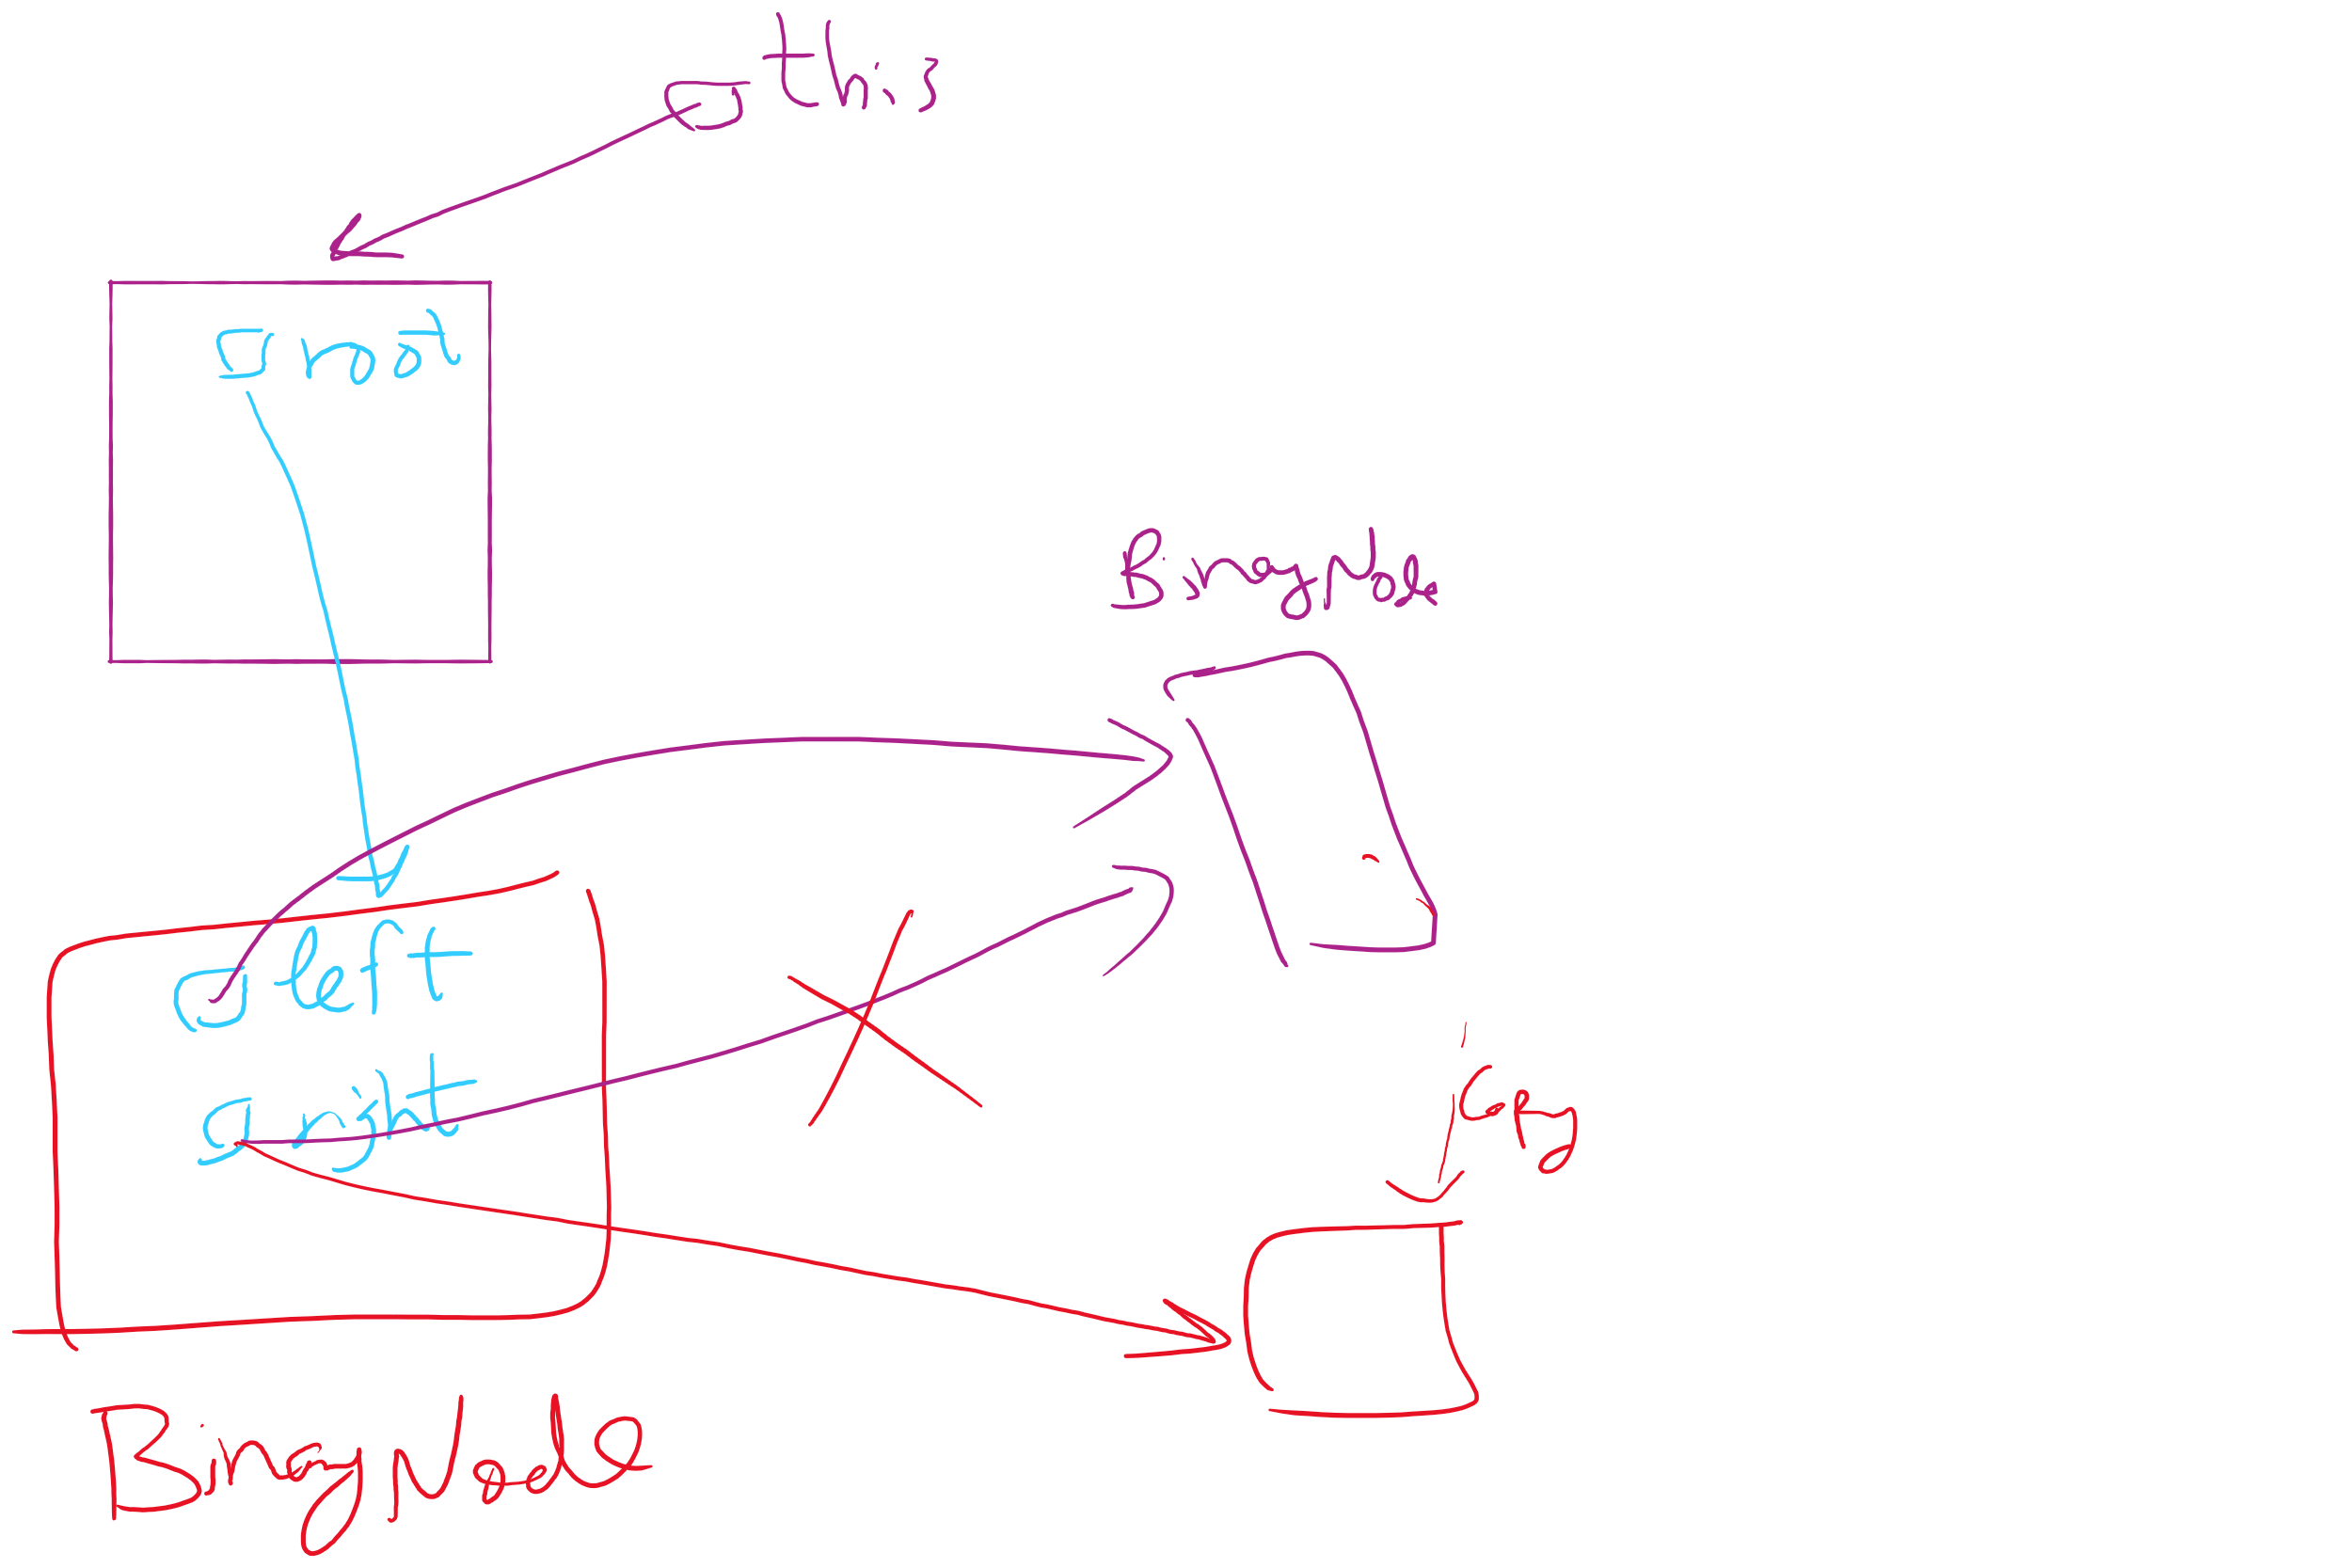 this
root
BinaryNode
left
right
Copy
BinaryNode